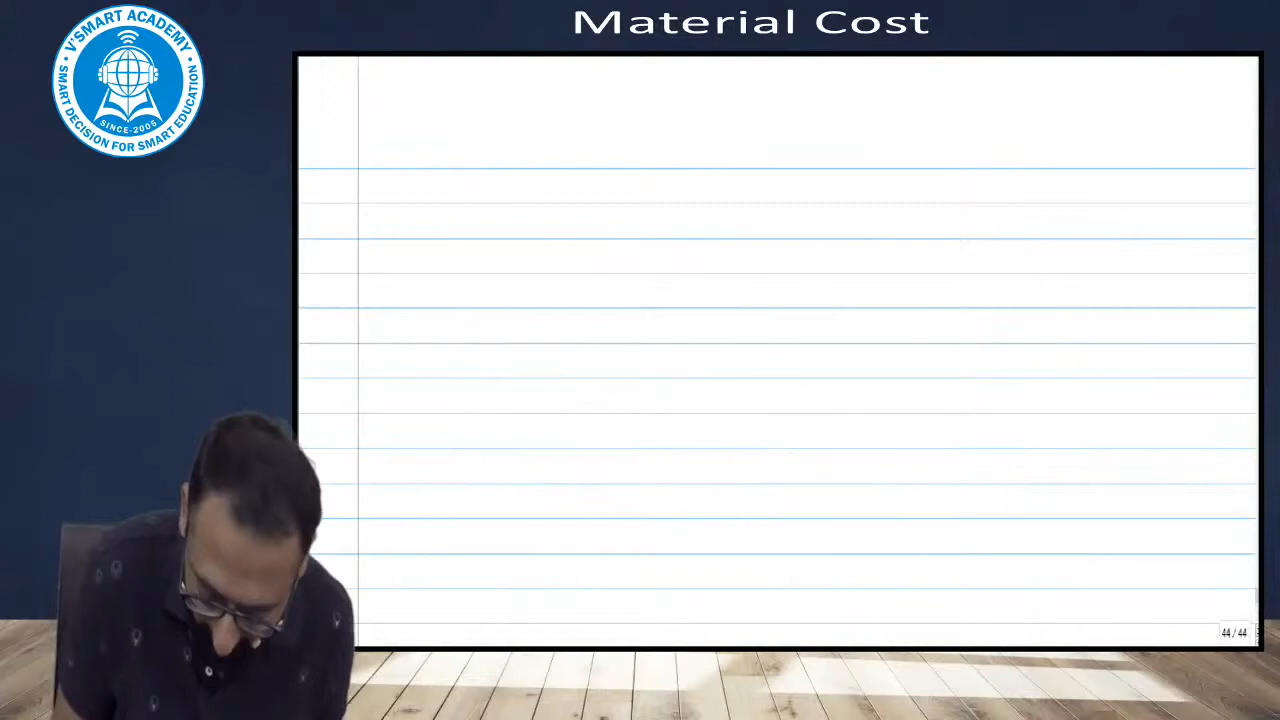 Material Cost
V'SMART ACADEMY
SINCE-2005
SMART DECISION FOR SMART EDUCATION
44 / 44